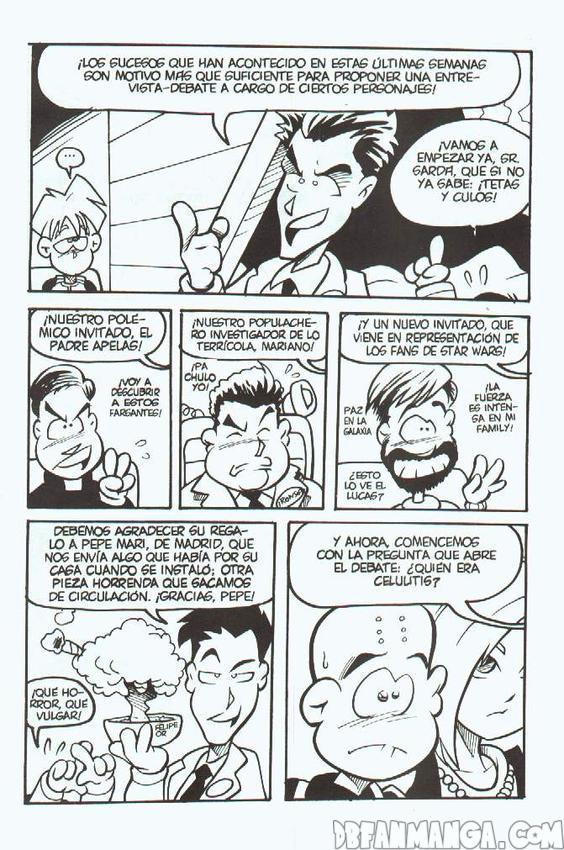 ¡LOS SUCESOS QUE HAN ACONTECIDO EN ESTAS ÚLTIMAS SEMANAS
SON MOTIVO MÁS QUE SUFICIENTE PARA PROPONER UNA ENTRE-
VISTA-DEBATE A CARGO DE CIERTOS PERSONAJES!
...
¡VAMOS A
EMPEZAR YA, SR.
SARDÁ, QUE SI NO
YA SABE: ¡TETAS
Y CULOS!
¡NUESTRO POLÉ-
MICO INVITADO, EL
PADRE APELAS!
¡VOY A
DESCUBRIR
A ESTOS
FARSANTES!
¡NUESTRO POPULACHE-
RO INVESTIGADOR DE LO
TERRÍCOLA, MARIANO!
¡PA
CHULO
YO!
¡Y UN NUEVO INVITADO, QUE
VIENE EN REPRESENTACIÓN DE
LOS FANS DE STAR WARS!
PAZ
EN LA
GALAXIA
¡LA
FUERZA
ES INTEN-
SA EN MI
FAMILY!
¿ESTO
LO VE EL
LUCAS?
DEBEMOS AGRADECER SU REGA-
LO A PEPE MARI, DE MADRID, QUE
NOS ENVÍA ALGO QUE HABÍA POR SU
CASA CUANDO SE INSTALÓ; OTRA
PIEZA HORRENDA QUE SACAMOS
DE CIRCULACIÓN. ¡GRACIAS, PEPE!
¡QUÉ HO-
RROR, QUÉ
VULGAR!
FELIPE
OR
Y AHORA, COMENCEMOS
CON LA PREGUNTA QUE ABRE
EL DEBATE: ¿QUIÉN ERA
CELULITIS?
DBFANMANGA.COM